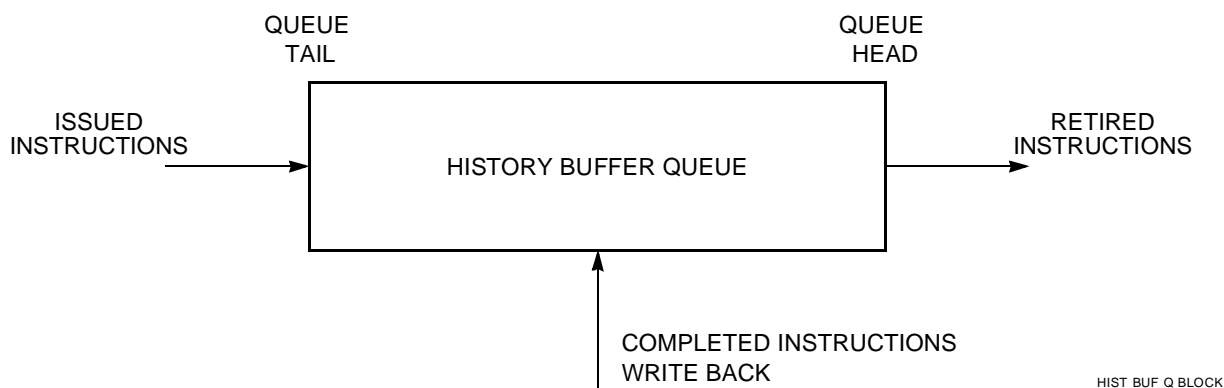 QUEUE
TAIL
QUEUE
HEAD
ISSUED
INSTRUCTIONS
HISTORY BUFFER QUEUE
RETIRED
INSTRUCTIONS
COMPLETED INSTRUCTIONS
WRITE BACK
HIST BUF Q BLOCK